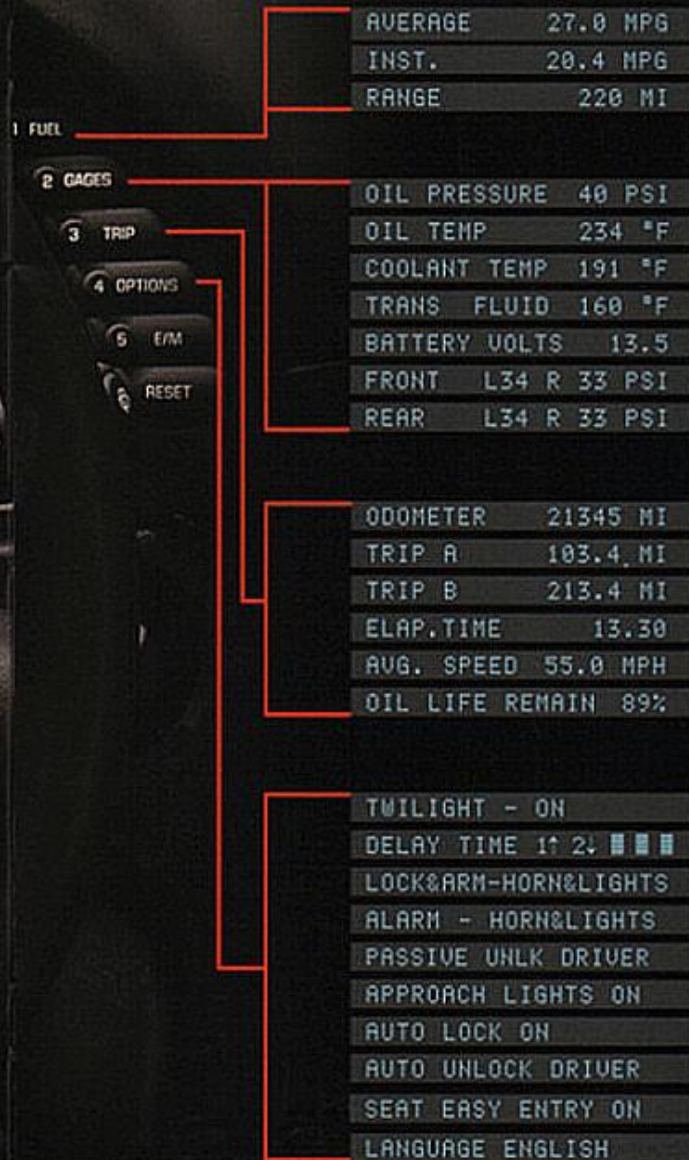 1 FUEL
2 GAGES
3 TRIP
4 OPTIONS
5 E/M
6 RESET
AVERAGE 27.0 MPG
INST. 20.4 MPG
RANGE 220 MI
OIL PRESSURE 40 PSI
OIL TEMP 234 °F
COOLANT TEMP 191 °F
TRANS FLUID 160 °F
BATTERY VOLTS 13.5
FRONT L34 R 33 PSI
REAR L34 R 33 PSI
ODOMETER 21345 MI
TRIP A 103.4 MI
TRIP B 213.4 MI
ELAP.TIME 13.30
AVG. SPEED 55.0 MPH
OIL LIFE REMAIN 89%
TWILIGHT - ON
DELAY TIME 1↑ 2↓
LOCK&ARM-HORN&LIGHTS
ALARM - HORN&LIGHTS
PASSIVE UNLK DRIVER
APPROACH LIGHTS ON
AUTO LOCK ON
AUTO UNLOCK DRIVER
SEAT EASY ENTRY ON
LANGUAGE ENGLISH